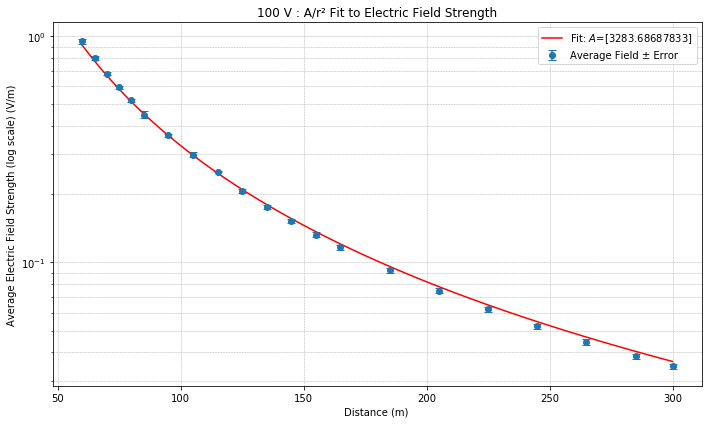 100 V : A/r² Fit to Electric Field Strength
Fit: A=[3283.68687833]
Average Field ± Error
Average Electric Field Strength (log scale) (V/m)
10⁰
10⁻¹
50
100
150
200
250
300
Distance (m)